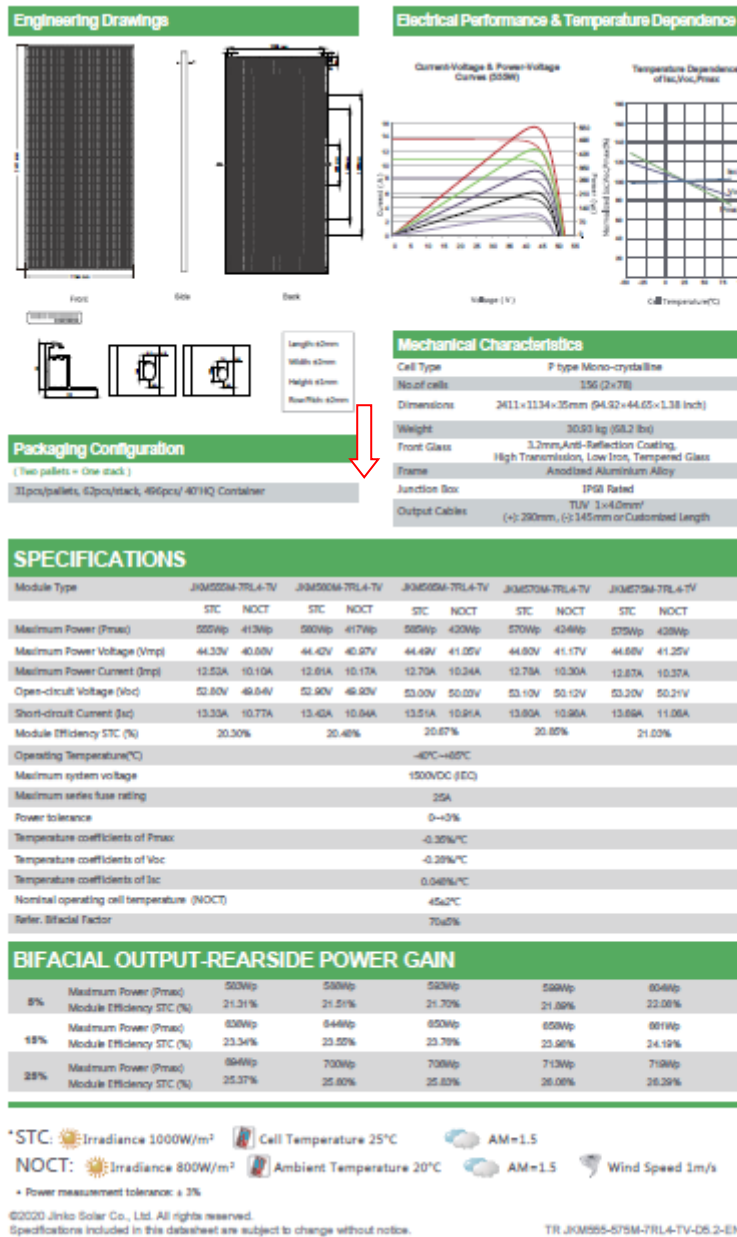 Engineering Drawings
Electrical Performance & Temperature Dependence
Current-Voltage & Power-Voltage
Curves (555W)
Temperature Dependence
of Isc,Voc,Pmax
Current (A)
Voltage (V)
Cell Temperature(℃)
Front
Side
Back
Length: ±2mm
Width: ±2mm
Height: ±1mm
Row Pitch: ±2mm
Packaging Configuration
( Two pallets = One stack )
31pcs/pallets, 62pcs/stack, 496pcs/ 40'HQ Container
Mechanical Characteristics
Cell Type P type Mono-crystalline
No.of cells 156 (2×78)
Dimensions 2411×1134×35mm (94.92×44.65×1.38 inch)
Weight 30.93 kg (68.2 lbs)
Front Glass 3.2mm,Anti-Reflection Coating,
High Transmission, Low Iron, Tempered Glass
Frame Anodized Aluminium Alloy
Junction Box IP68 Rated
Output Cables TUV 1×4.0mm²
(+): 290mm, (-): 145mm or Customized Length
SPECIFICATIONS
Module Type JKM555M-7RL4-TV JKM560M-7RL4-TV JKM565M-7RL4-TV JKM570M-7RL4-TV JKM575M-7RL4-TV
STC NOCT STC NOCT STC NOCT STC NOCT STC NOCT
Maximum Power (Pmax) 555Wp 413Wp 560Wp 417Wp 565Wp 420Wp 570Wp 424Wp 575Wp 428Wp
Maximum Power Voltage (Vmp) 44.33V 40.88V 44.42V 40.97V 44.49V 41.05V 44.60V 41.17V 44.68V 41.25V
Maximum Power Current (Imp) 12.52A 10.10A 12.61A 10.17A 12.70A 10.24A 12.78A 10.30A 12.87A 10.37A
Open-circuit Voltage (Voc) 52.80V 49.84V 52.90V 49.93V 53.00V 50.03V 53.10V 50.12V 53.20V 50.21V
Short-circuit Current (Isc) 13.33A 10.77A 13.42A 10.84A 13.51A 10.91A 13.60A 10.98A 13.69A 11.06A
Module Efficiency STC (%) 20.30% 20.48% 20.67% 20.85% 21.03%
Operating Temperature(℃) -40℃~+85℃
Maximum system voltage 1500VDC (IEC)
Maximum series fuse rating 25A
Power tolerance 0~+3%
Temperature coefficients of Pmax -0.35%/℃
Temperature coefficients of Voc -0.28%/℃
Temperature coefficients of Isc 0.048%/℃
Nominal operating cell temperature (NOCT) 45±2℃
Refer. Bifacial Factor 70±5%
BIFACIAL OUTPUT-REARSIDE POWER GAIN
5% Maximum Power (Pmax) 583Wp 588Wp 593Wp 599Wp 604Wp
Module Efficiency STC (%) 21.31% 21.51% 21.70% 21.89% 22.08%
15% Maximum Power (Pmax) 638Wp 644Wp 650Wp 656Wp 661Wp
Module Efficiency STC (%) 23.34% 23.55% 23.76% 23.98% 24.19%
25% Maximum Power (Pmax) 694Wp 700Wp 706Wp 713Wp 719Wp
Module Efficiency STC (%) 25.37% 25.60% 25.83% 26.06% 26.29%
*STC: Irradiance 1000W/m² Cell Temperature 25°C AM=1.5
NOCT: Irradiance 800W/m² Ambient Temperature 20°C AM=1.5 Wind Speed 1m/s
• Power measurement tolerance: ± 3%
©2020 Jinko Solar Co., Ltd. All rights reserved.
Specifications included in this datasheet are subject to change without notice. TR JKM555-575M-7RL4-TV-D5.2-EN